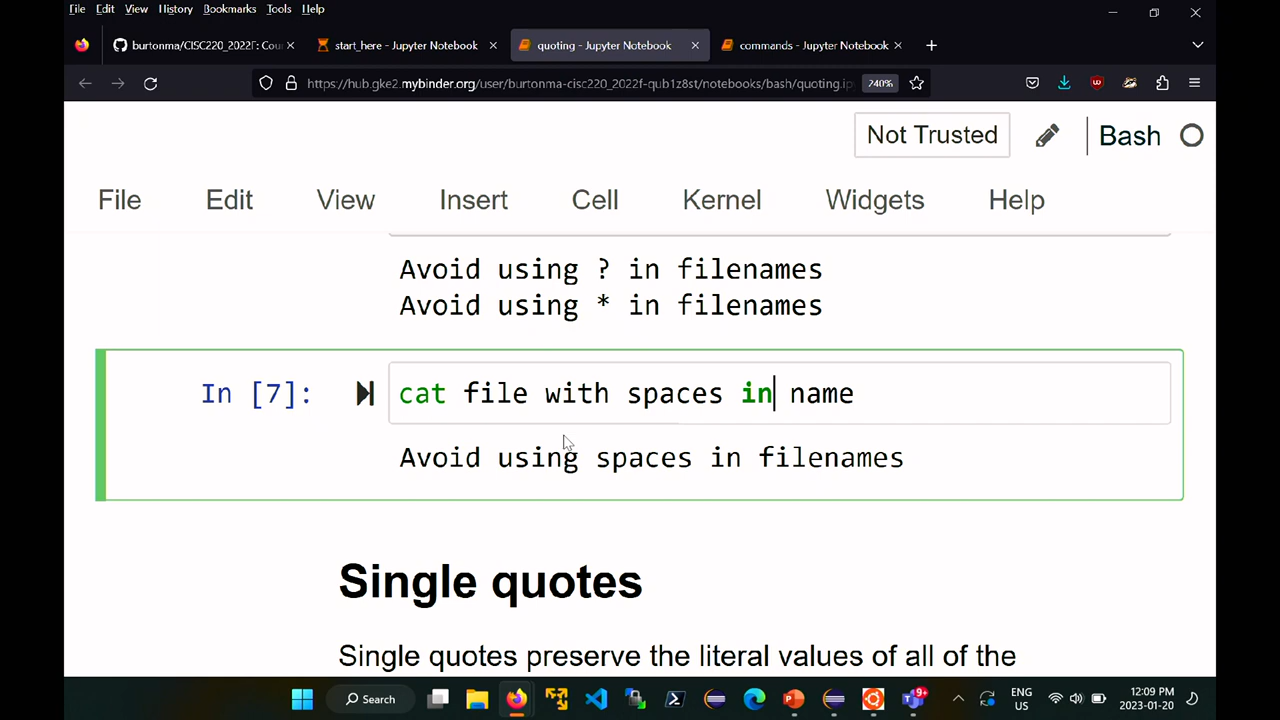 File Edit View History Bookmarks Tools Help
burtonma/CISC220_2022F: Cou
start_here - Jupyter Notebook
quoting - Jupyter Notebook
commands - Jupyter Notebook
https://hub.gke2.mybinder.org/user/burtonma-cisc220_2022f-qub1z8st/notebooks/bash/quoting.ip
240%
Not Trusted
Bash
File Edit View Insert Cell Kernel Widgets Help
Avoid using ? in filenames
Avoid using * in filenames
In [7]: cat file with spaces in name
Avoid using spaces in filenames
Single quotes
Single quotes preserve the literal values of all of the
Search
9+
ENG
US
12:09 PM
2023-01-20